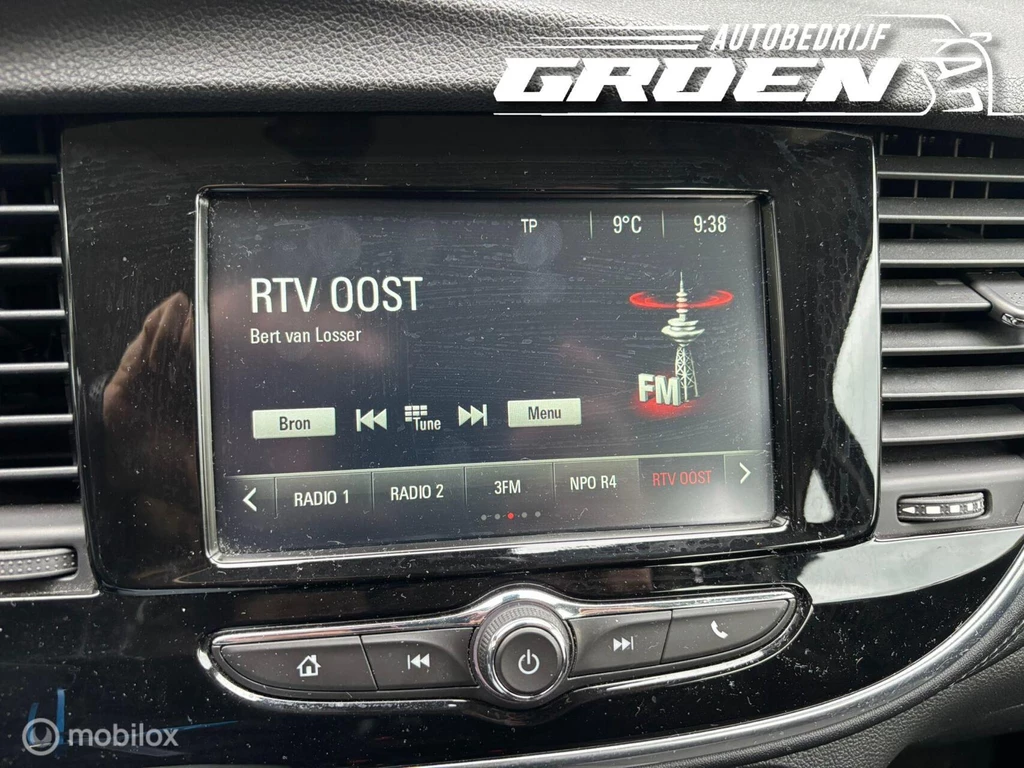 AUTOBEDRIJF
GROEN
TP 9°C 9:38
RTV OOST
Bert van Losser
FM
Bron Tune Menu
RADIO 1 RADIO 2 3FM NPO R4 RTV OOST
mobilox